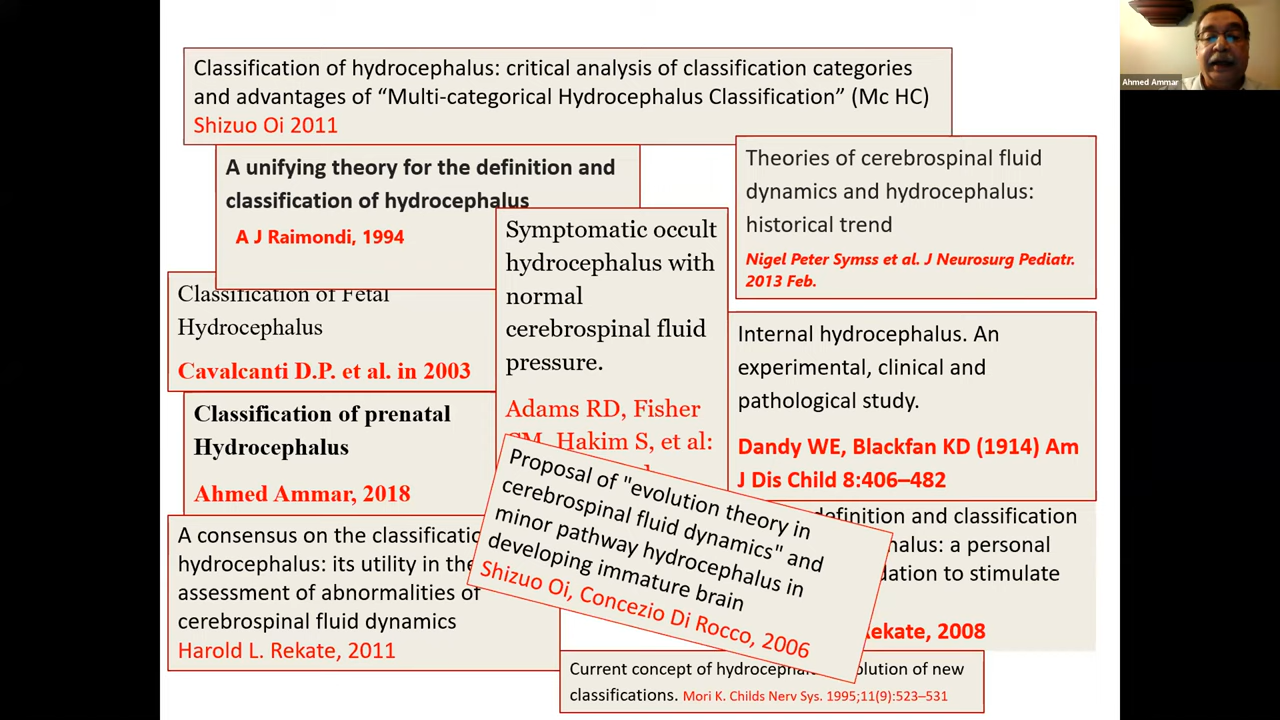 Classification of hydrocephalus: critical analysis of classification categories
and advantages of “Multi-categorical Hydrocephalus Classification” (Mc HC)
Shizuo Oi 2011
A unifying theory for the definition and
classification of hydrocephalus
A J Raimondi, 1994
Theories of cerebrospinal fluid
dynamics and hydrocephalus:
historical trend
Nigel Peter Symss et al. J Neurosurg Pediatr.
2013 Feb.
Symptomatic occult
hydrocephalus with
normal
cerebrospinal fluid
pressure.
Adams RD, Fisher
CM, Hakim S, et al:
Classification of Fetal
Hydrocephalus
Cavalcanti D.P. et al. in 2003
Internal hydrocephalus. An
experimental, clinical and
pathological study.
Dandy WE, Blackfan KD (1914) Am
J Dis Child 8:406–482
Classification of prenatal
Hydrocephalus
Ahmed Ammar, 2018
Proposal of "evolution theory in
cerebrospinal fluid dynamics" and
minor pathway hydrocephalus in
developing immature brain
Shizuo Oi, Concezio Di Rocco, 2006
definition and classification
: a personal
to stimulate
Rekate, 2008
A consensus on the
hydrocephalus: its utility in the
assessment of abnormalities of
cerebrospinal fluid dynamics
Harold L. Rekate, 2011
Current concept of of new
classifications. Mori K. Childs Nerv Sys. 1995;11(9):523–531
Ahmed Ammar